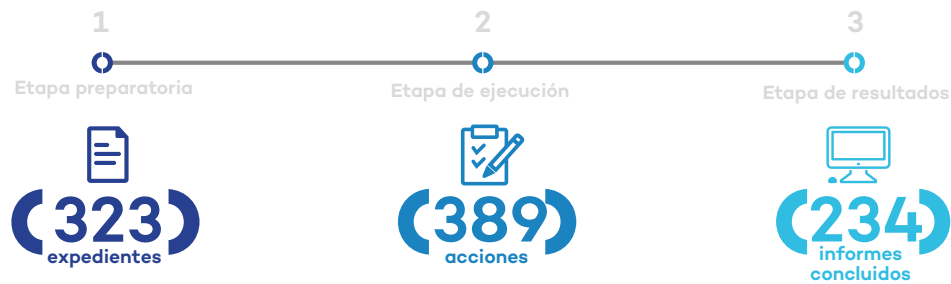 1
2
3
Etapa preparatoria
Etapa de ejecución
Etapa de resultados
323
expedientes
389
acciones
234
informes
concluidos